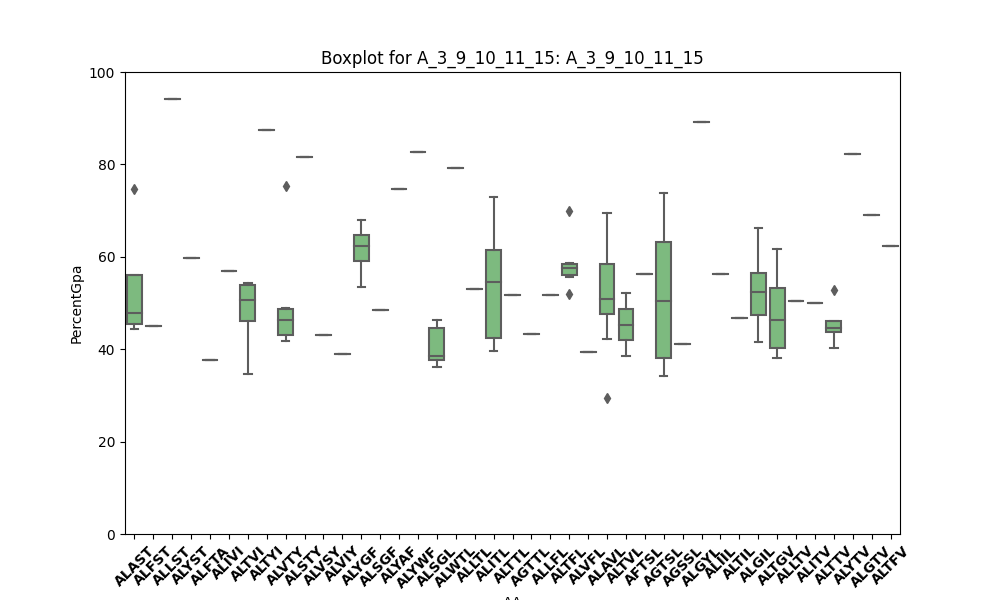 Boxplot for A_3_9_10_11_15: A_3_9_10_11_15
100
80
60
40
20
0
PercentGpa
ALAST
ALFST
ALLST
ALYST
ALFTA
ALIVI
ALTVI
ALTYI
ALVTY
ALSTY
ALVSY
ALVIY
ALYGF
ALSGF
ALYAF
ALYWF
ALSGL
ALWTL
ALLTL
ALITL
ALTTL
AGTTL
ALLFL
ALTFL
ALVFL
ALAVL
ALTVL
AFTSL
AGTSL
AGSSL
ALGYL
ALIIL
ALTIL
ALGIL
ALTGV
ALLTV
ALITV
ALTTV
ALYTV
ALGTV
ALTFV